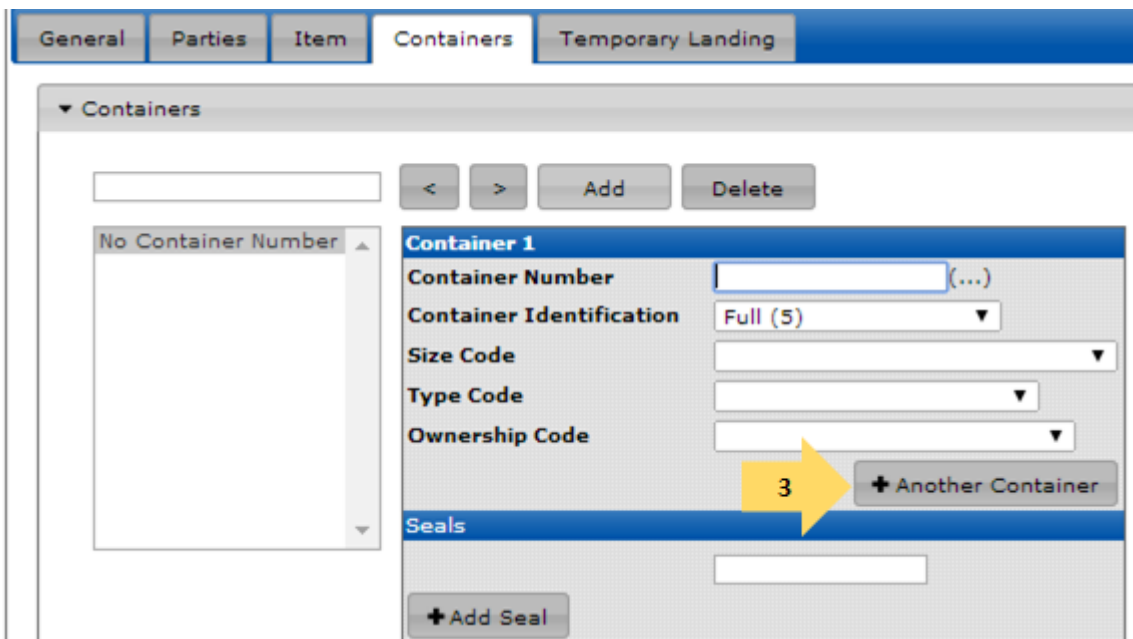 General Parties Item Containers Temporary Landing
▼ Containers
< > Add Delete
No Container Number
Container 1
Container Number (...)
Container Identification Full (5)
Size Code
Type Code
Ownership Code
3 +Another Container
Seals
+Add Seal